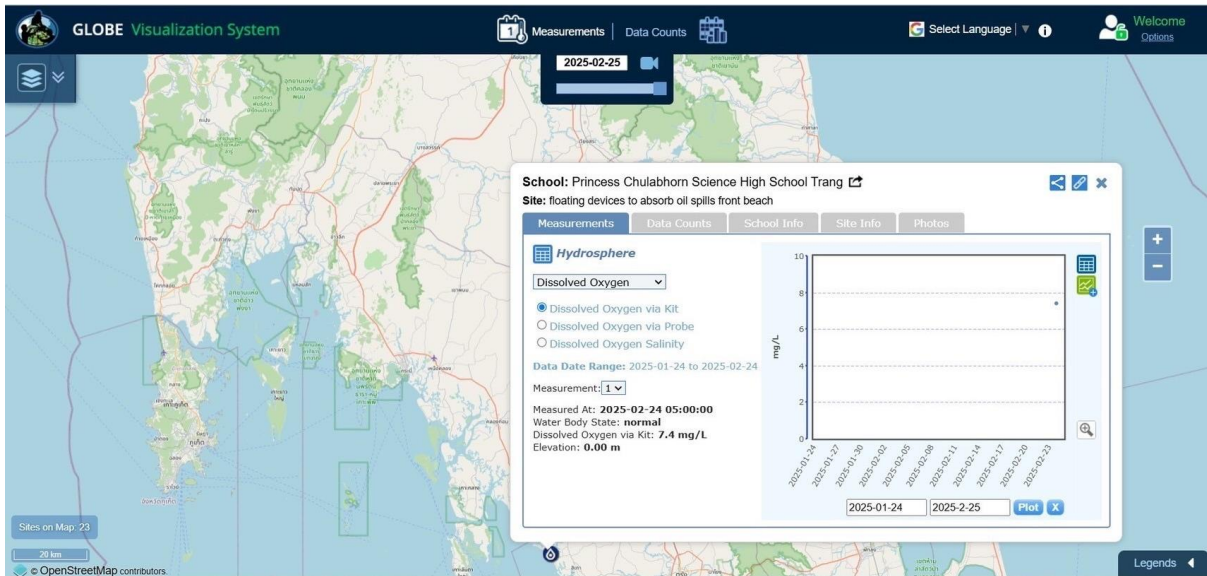 GLOBE Visualization System
Measurements | Data Counts
Select Language
Welcome
Options
2025-02-25
School: Princess Chulabhorn Science High School Trang
Site: floating devices to absorb oil spills front beach
Measurements Data Counts School Info Site Info Photos
Hydrosphere
Dissolved Oxygen
Dissolved Oxygen via Kit
Dissolved Oxygen via Probe
Dissolved Oxygen Salinity
Data Date Range: 2025-01-24 to 2025-02-24
Measurement: 1
Measured At: 2025-02-24 05:00:00
Water Body State: normal
Dissolved Oxygen via Kit: 7.4 mg/L
Elevation: 0.00 m
10
8
6
4
2
0
mg/L
2025-01-24
2025-01-27
2025-01-30
2025-02-02
2025-02-05
2025-02-08
2025-02-11
2025-02-14
2025-02-17
2025-02-20
2025-02-23
2025-01-24 2025-2-25 Plot X
+
−
Sites on Map: 23
20 km
© OpenStreetMap contributors.
Legends